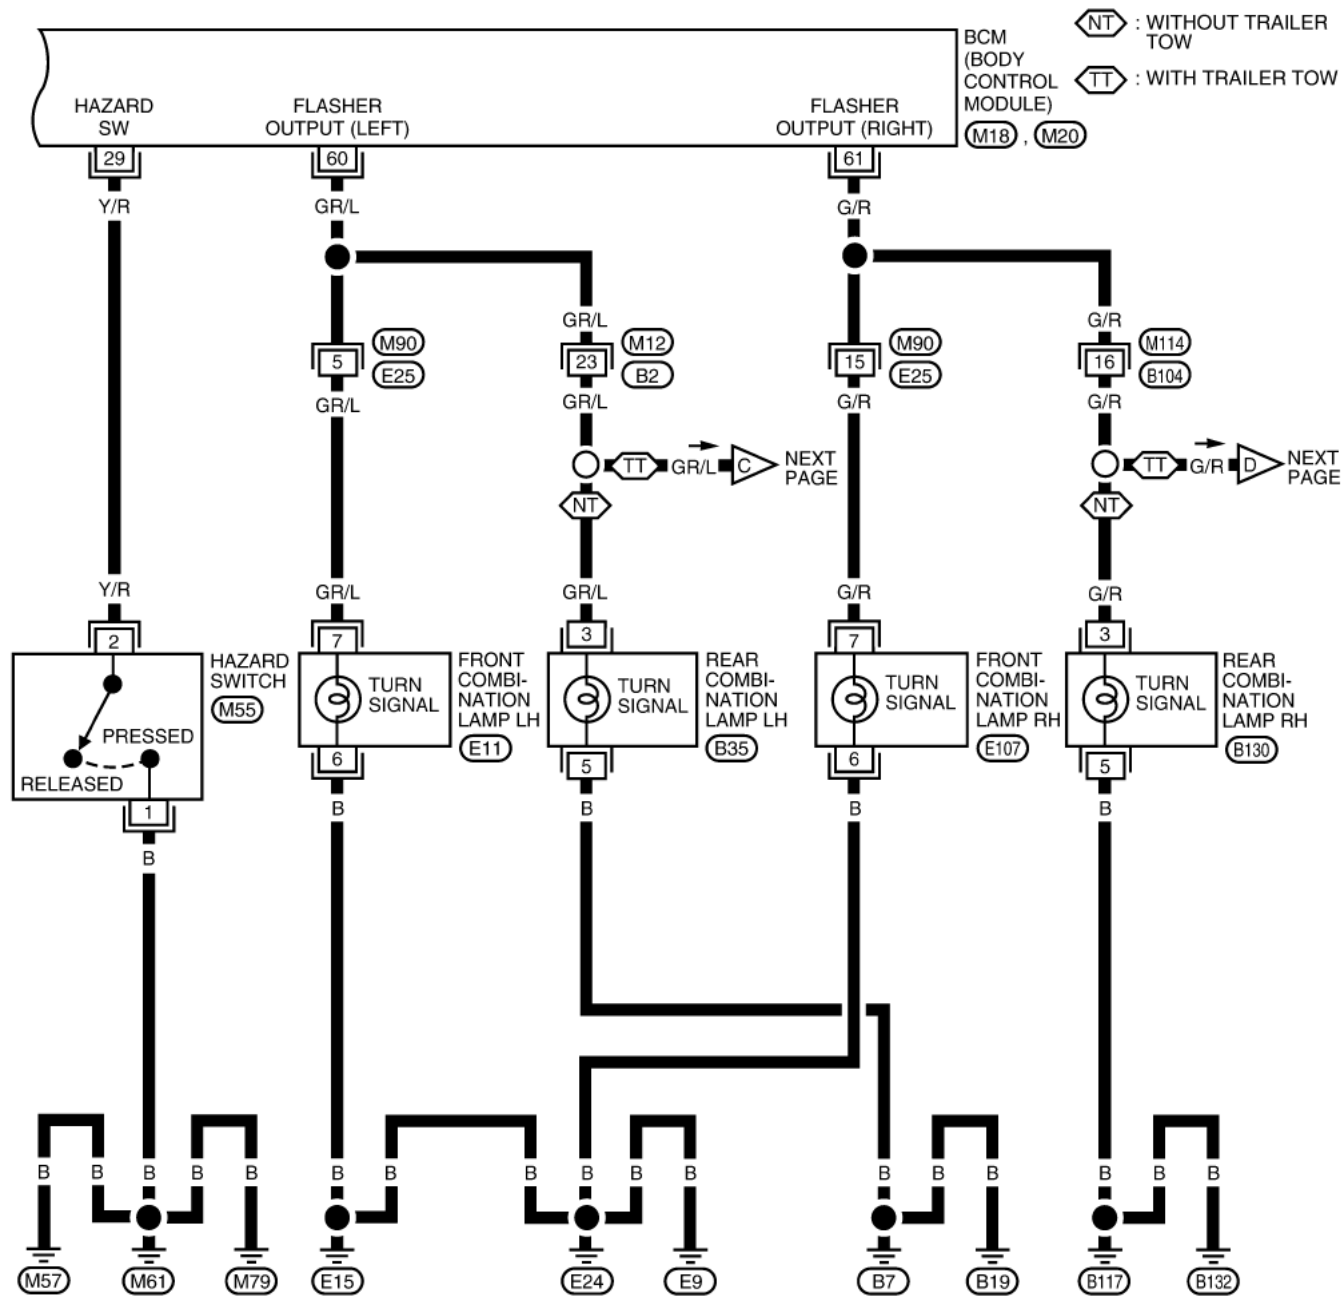 NT : WITHOUT TRAILER
TOW
TT : WITH TRAILER TOW
BCM
(BODY
CONTROL
MODULE)
M18 , M20
HAZARD
SW
FLASHER
OUTPUT (LEFT)
FLASHER
OUTPUT (RIGHT)
29 60 61
Y/R GR/L G/R
GR/L G/R
5 M90 E25
23 M12 B2
15 M90 E25
16 M114 B104
GR/L GR/L G/R G/R
TT GR/L C NEXT
PAGE
TT G/R D NEXT
PAGE
NT NT
Y/R GR/L GR/L G/R G/R
2 7 3 7 3
HAZARD
SWITCH
M55
PRESSED
RELEASED
TURN
SIGNAL
FRONT
COMBI-
NATION
LAMP LH
E11
TURN
SIGNAL
REAR
COMBI-
NATION
LAMP LH
B35
TURN
SIGNAL
FRONT
COMBI-
NATION
LAMP RH
E107
TURN
SIGNAL
REAR
COMBI-
NATION
LAMP RH
B130
1 6 5 6 5
B B B B B
B B B B B B B B B B B B B B B B
M57 M61 M79 E15 E24 E9 B7 B19 B117 B132